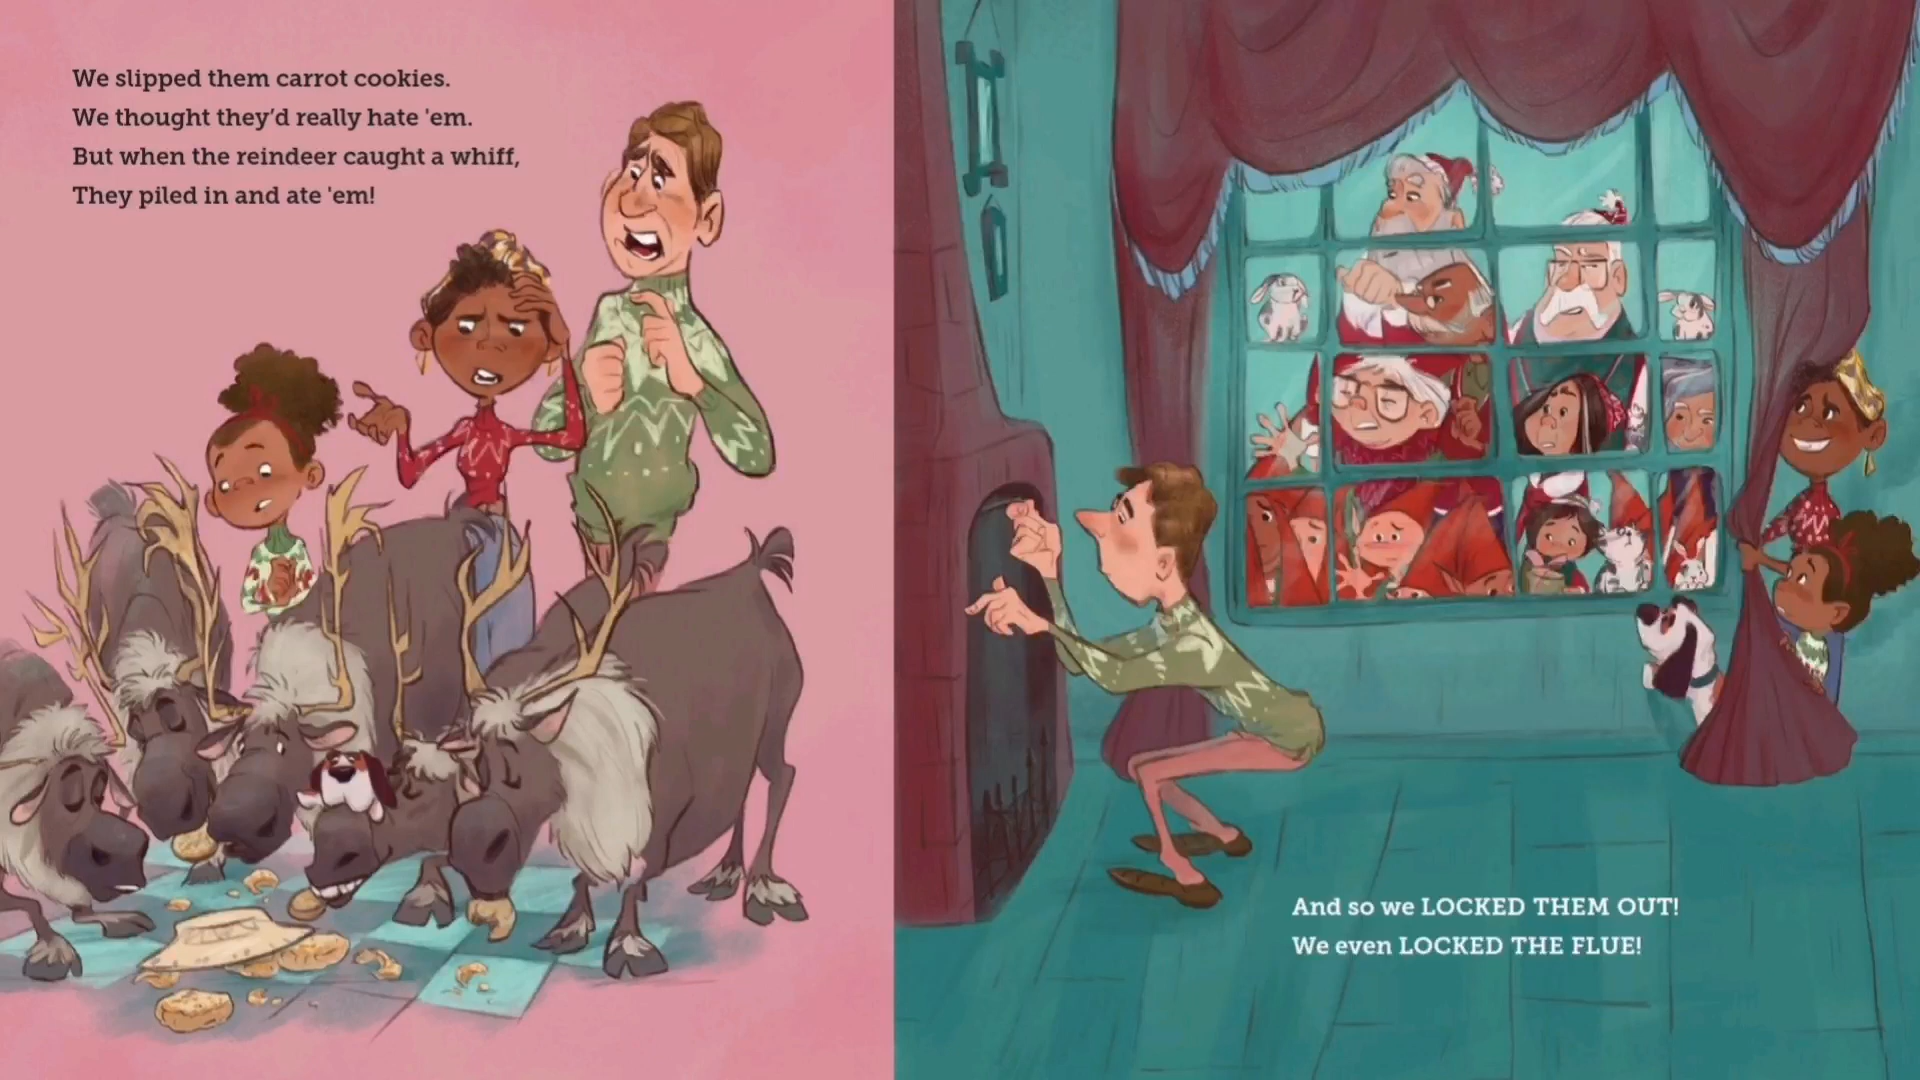 We slipped them carrot cookies.
We thought they’d really hate 'em.
But when the reindeer caught a whiff,
They piled in and ate 'em!
And so we LOCKED THEM OUT!
We even LOCKED THE FLUE!